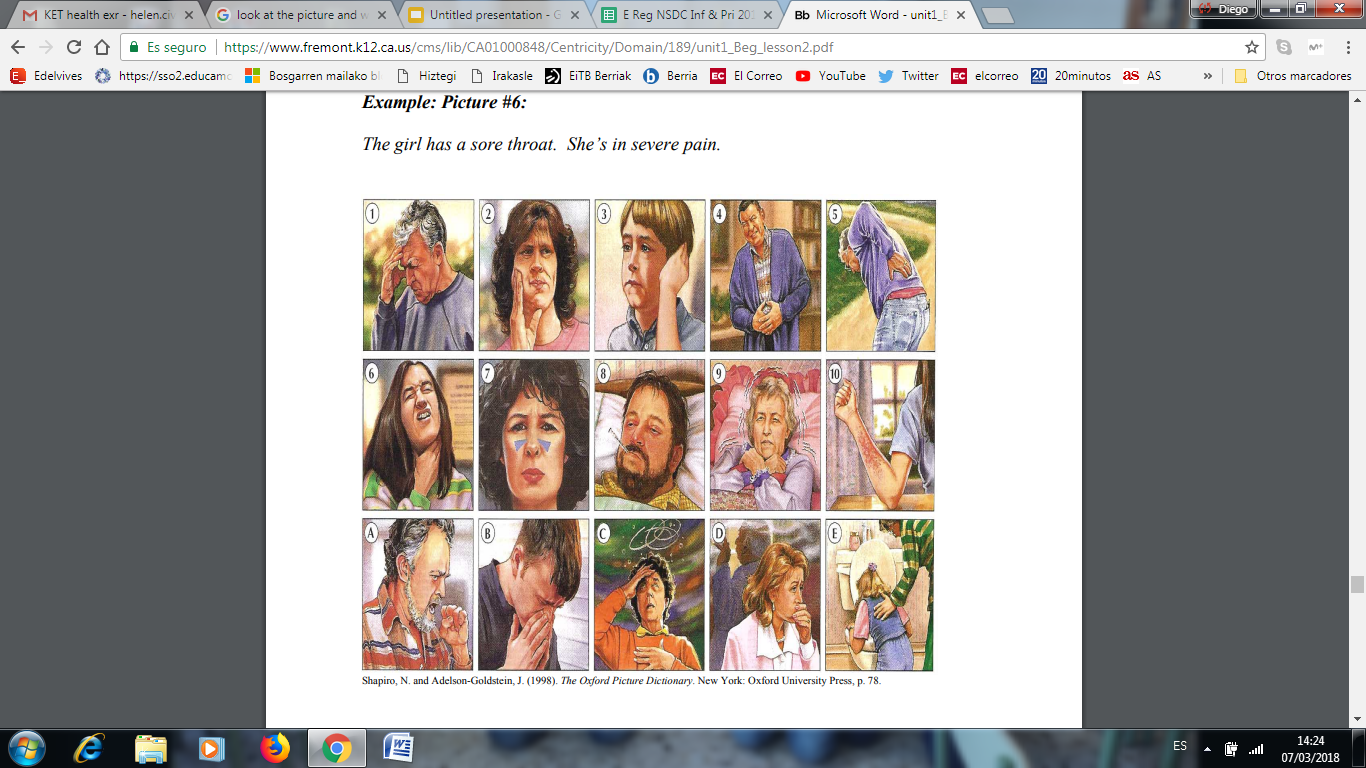 Diego
KET health exr - helen.civ
look at the picture and w
Untitled presentation - G
E Reg NSDC Inf & Pri 201
Bb Microsoft Word - unit1_B
Es seguro
https://www.fremont.k12.ca.us/cms/lib/CA01000848/Centricity/Domain/189/unit1_Beg_lesson2.pdf
Edelvives
https://sso2.educamc
Bosgarren mailako bl
Hiztegi
Irakasle
EiTB Berriak
Berria
EC El Correo
YouTube
Twitter
EC elcorreo
20 20minutos
as AS
»
Otros marcadores
Example: Picture #6:
The girl has a sore throat. She's in severe pain.
1 2 3 4 5
6 7 8 9 10
A B C D E
Shapiro, N. and Adelson-Goldstein, J. (1998). The Oxford Picture Dictionary. New York: Oxford University Press, p. 78.
ES
14:24
07/03/2018